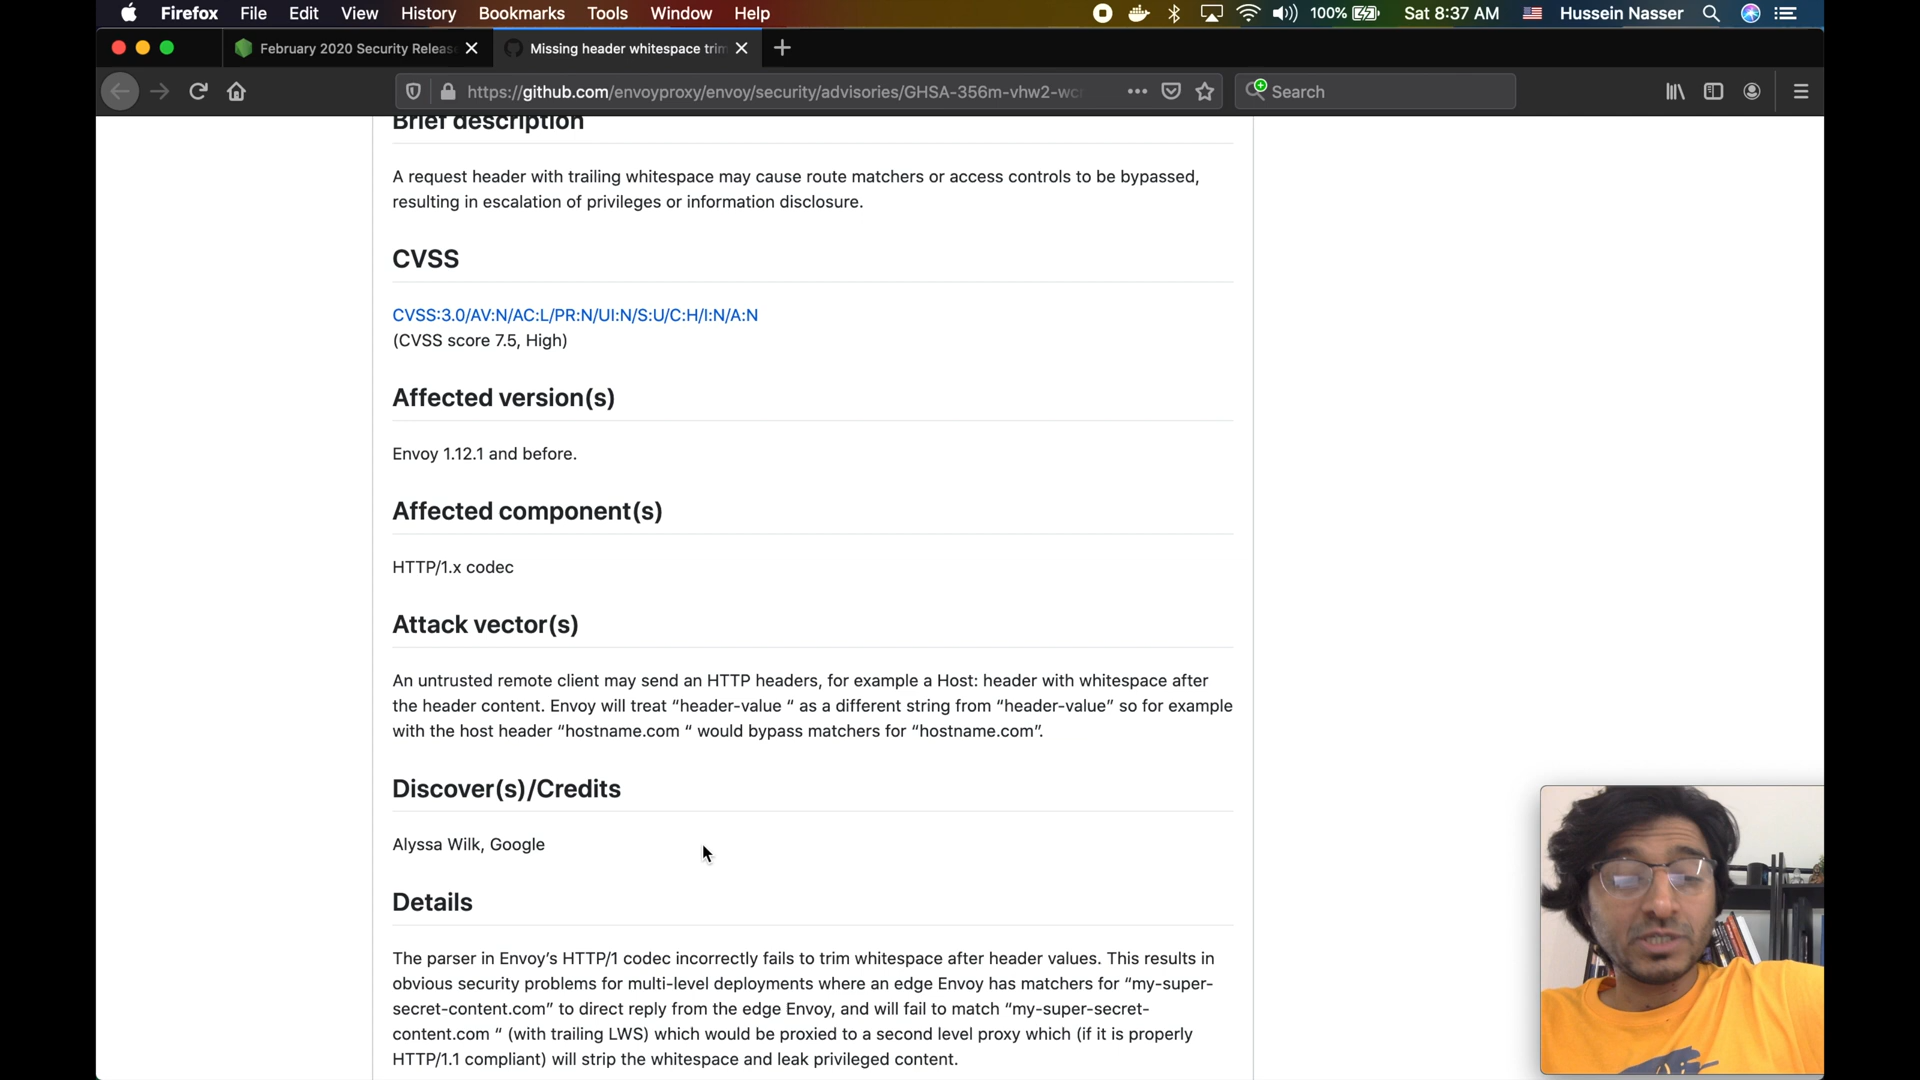 Firefox File Edit View History Bookmarks Tools Window Help 100% Sat 8:37 AM Hussein Nasser
February 2020 Security Releas
Missing header whitespace trim
https://github.com/envoyproxy/envoy/security/advisories/GHSA-356m-vhw2-wc
Search
Brief description
A request header with trailing whitespace may cause route matchers or access controls to be bypassed,
resulting in escalation of privileges or information disclosure.
CVSS
CVSS:3.0/AV:N/AC:L/PR:N/UI:N/S:U/C:H/I:N/A:N
(CVSS score 7.5, High)
Affected version(s)
Envoy 1.12.1 and before.
Affected component(s)
HTTP/1.x codec
Attack vector(s)
An untrusted remote client may send an HTTP headers, for example a Host: header with whitespace after
the header content. Envoy will treat “header-value “ as a different string from “header-value” so for example
with the host header “hostname.com “ would bypass matchers for “hostname.com”.
Discover(s)/Credits
Alyssa Wilk, Google
Details
The parser in Envoy’s HTTP/1 codec incorrectly fails to trim whitespace after header values. This results in
obvious security problems for multi-level deployments where an edge Envoy has matchers for “my-super-
secret-content.com” to direct reply from the edge Envoy, and will fail to match “my-super-secret-
content.com “ (with trailing LWS) which would be proxied to a second level proxy which (if it is properly
HTTP/1.1 compliant) will strip the whitespace and leak privileged content.